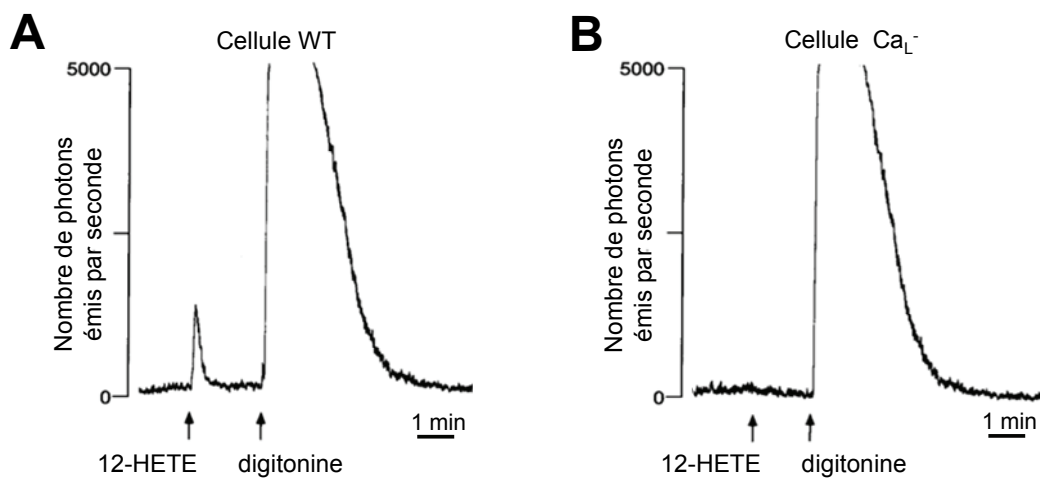 A
Cellule WT
5000
Nombre de photons
émis par seconde
0
1 min
12-HETE
digitonine
B
Cellule CaL-
5000
Nombre de photons
émis par seconde
0
1 min
12-HETE
digitonine